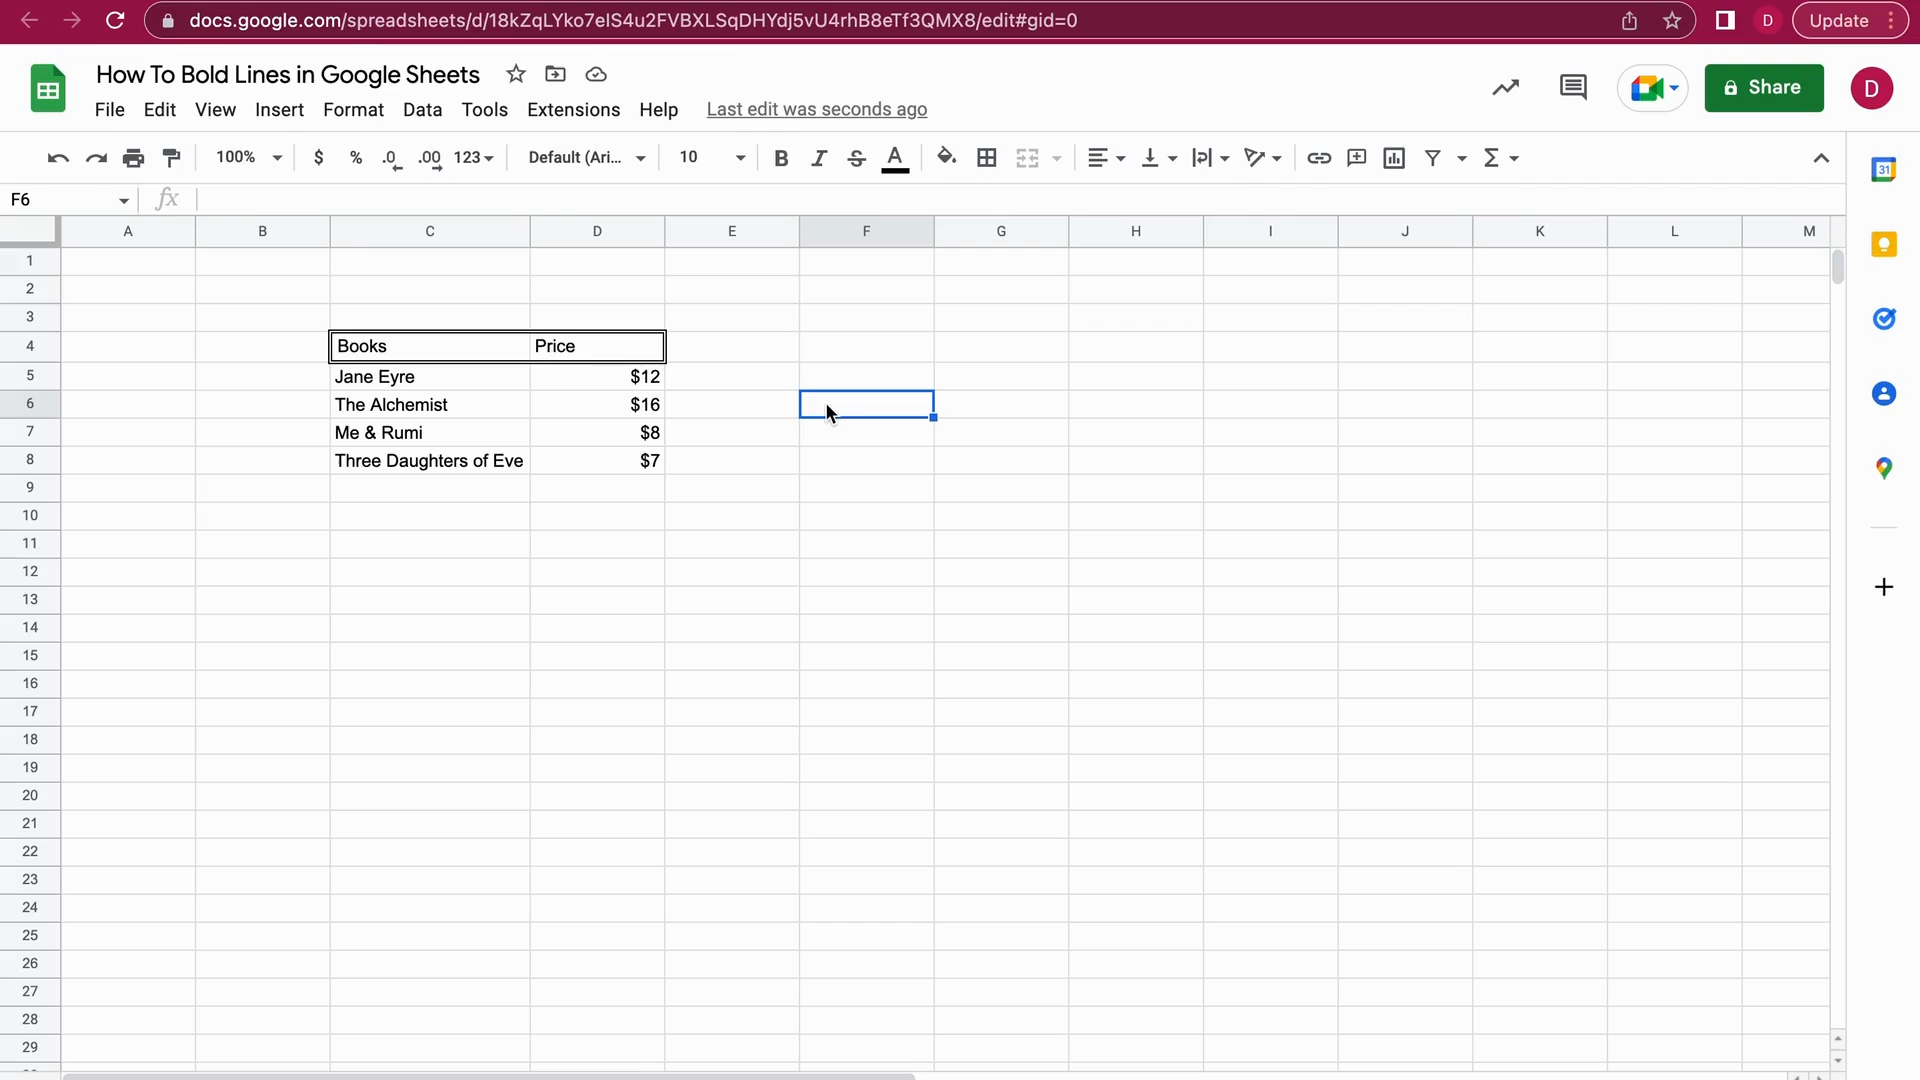 docs.google.com/spreadsheets/d/18kZqLYko7eIS4u2FVBXLSqDHYdj5vU4rhB8eTf3QMX8/edit#gid=0 D Update
How To Bold Lines in Google Sheets
File Edit View Insert Format Data Tools Extensions Help Last edit was seconds ago Share D
100% $ % .0 .00 123 Default (Ari... 10 B I S A Σ 31
F6 fx
A B C D E F G H I J K L M
1
2
3
4 Books Price
5 Jane Eyre $12
6 The Alchemist $16
7 Me & Rumi $8
8 Three Daughters of Eve $7
9
10
11
12
13
14
15
16
17
18
19
20
21
22
23
24
25
26
27
28
29